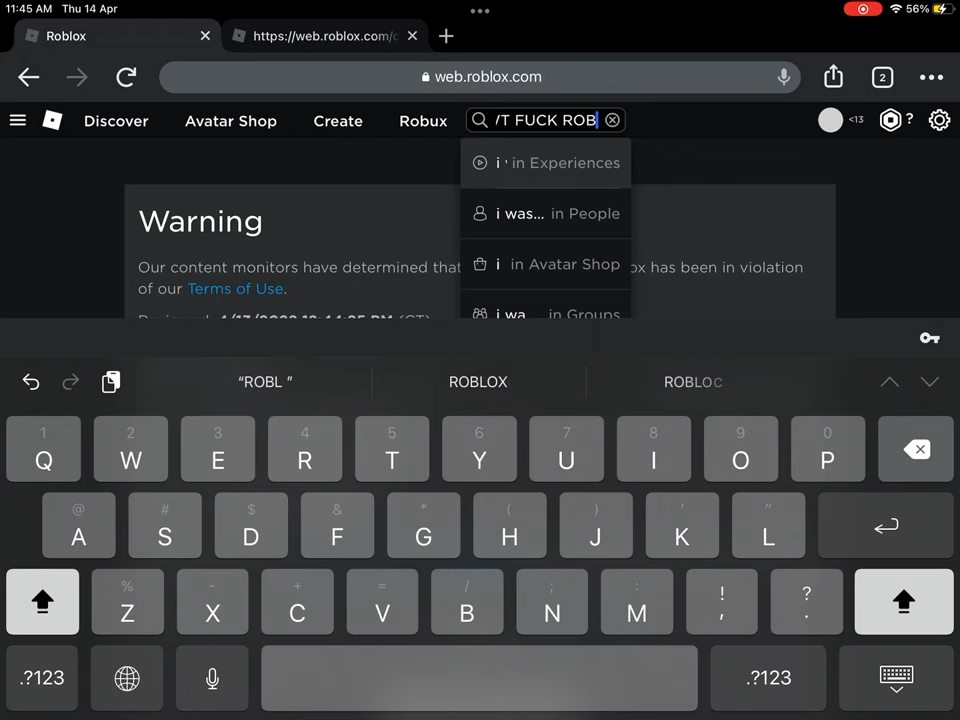 11:45 AM Thu 14 Apr
56%
Roblox
https://web.roblox.com/
web.roblox.com
2
Discover
Avatar Shop
Create
Robux
/T FUCK ROB
<13
?
i in Experiences
i was... in People
i in Avatar Shop
i wa in Groups
Warning
Our content monitors have determined that
ox has been in violation
of our Terms of Use.
"ROBL "
ROBLOX
ROBLOC
1 2 3 4 5 6 7 8 9 0
Q W E R T Y U I O P
@ # $ & * ( ) ' "
A S D F G H J K L
% - + = / ; : ! ?
Z X C V B N M , .
.?123
.?123